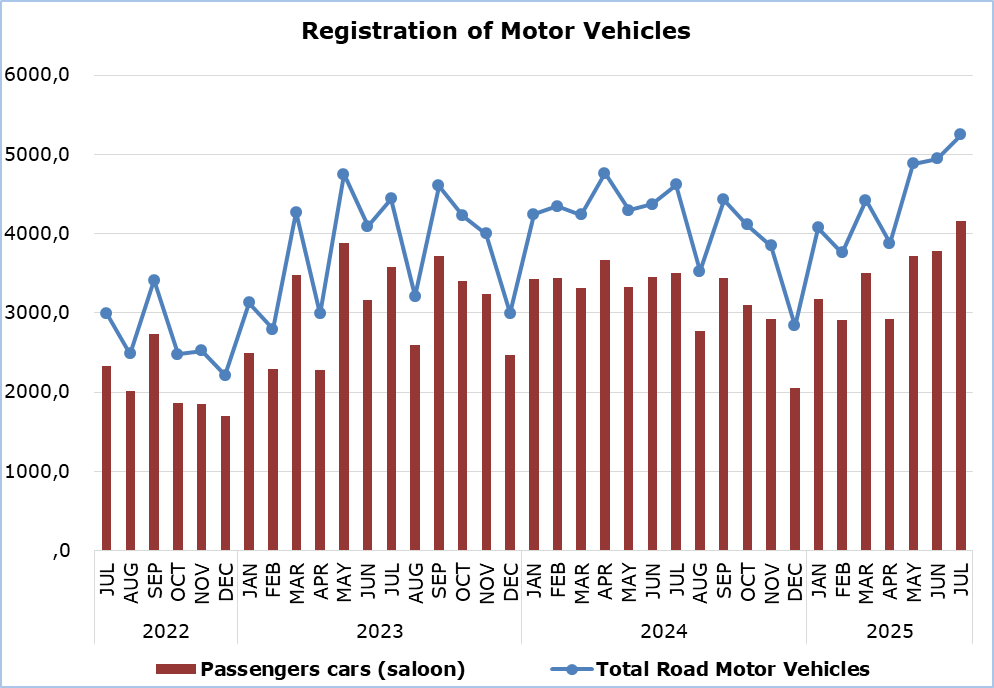 Registration of Motor Vehicles
6000,0
5000,0
4000,0
3000,0
2000,0
1000,0
,0
JUL AUG SEP OCT NOV DEC JAN FEB MAR APR MAY JUN JUL AUG SEP OCT NOV DEC JAN FEB MAR APR MAY JUN JUL AUG SEP OCT NOV DEC JAN FEB MAR APR MAY JUN JUL
2022 2023 2024 2025
Passengers cars (saloon) Total Road Motor Vehicles